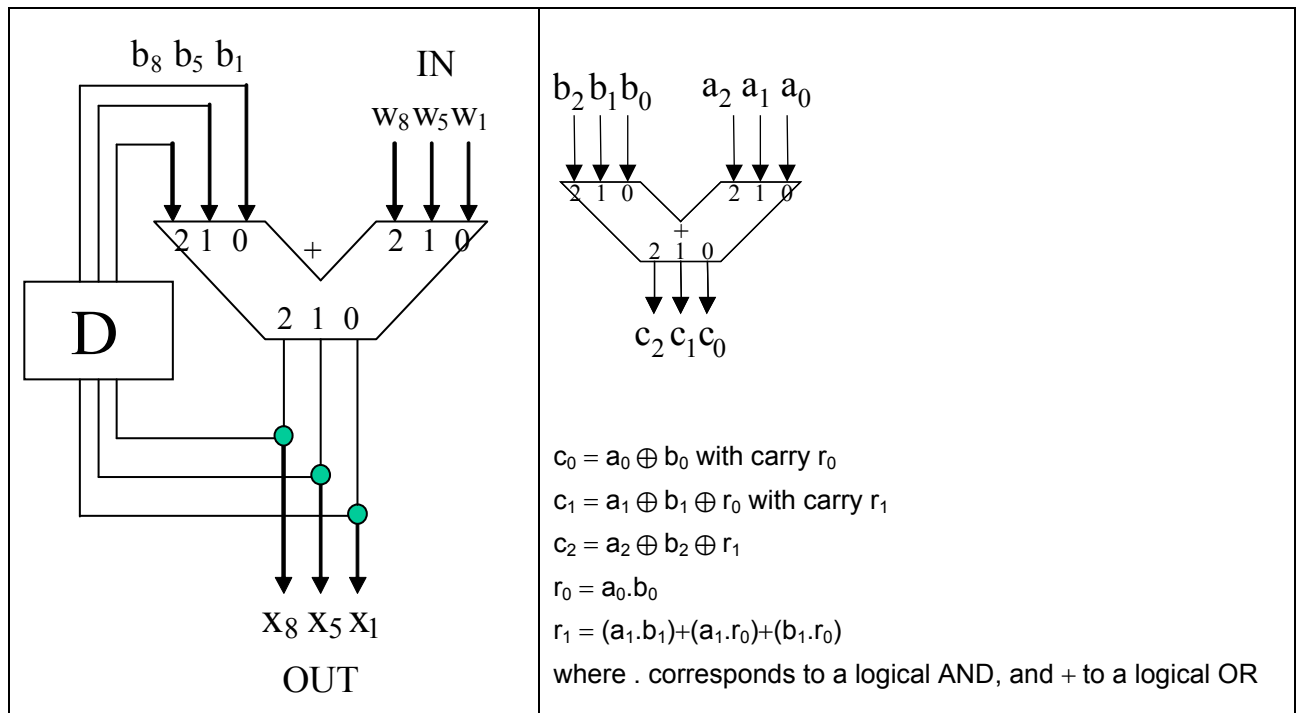 b₈ b₅ b₁
IN
w₈ w₅ w₁
2 1 0
+
2 1 0
D
2 1 0
x₈ x₅ x₁
OUT
b₂ b₁ b₀
a₂ a₁ a₀
2 1 0
2 1 0
+
2 1 0
c₂ c₁ c₀
c₀ = a₀ ⊕ b₀ with carry r₀
c₁ = a₁ ⊕ b₁ ⊕ r₀ with carry r₁
c₂ = a₂ ⊕ b₂ ⊕ r₁
r₀ = a₀.b₀
r₁ = (a₁.b₁)+(a₁.r₀)+(b₁.r₀)
where . corresponds to a logical AND, and + to a logical OR